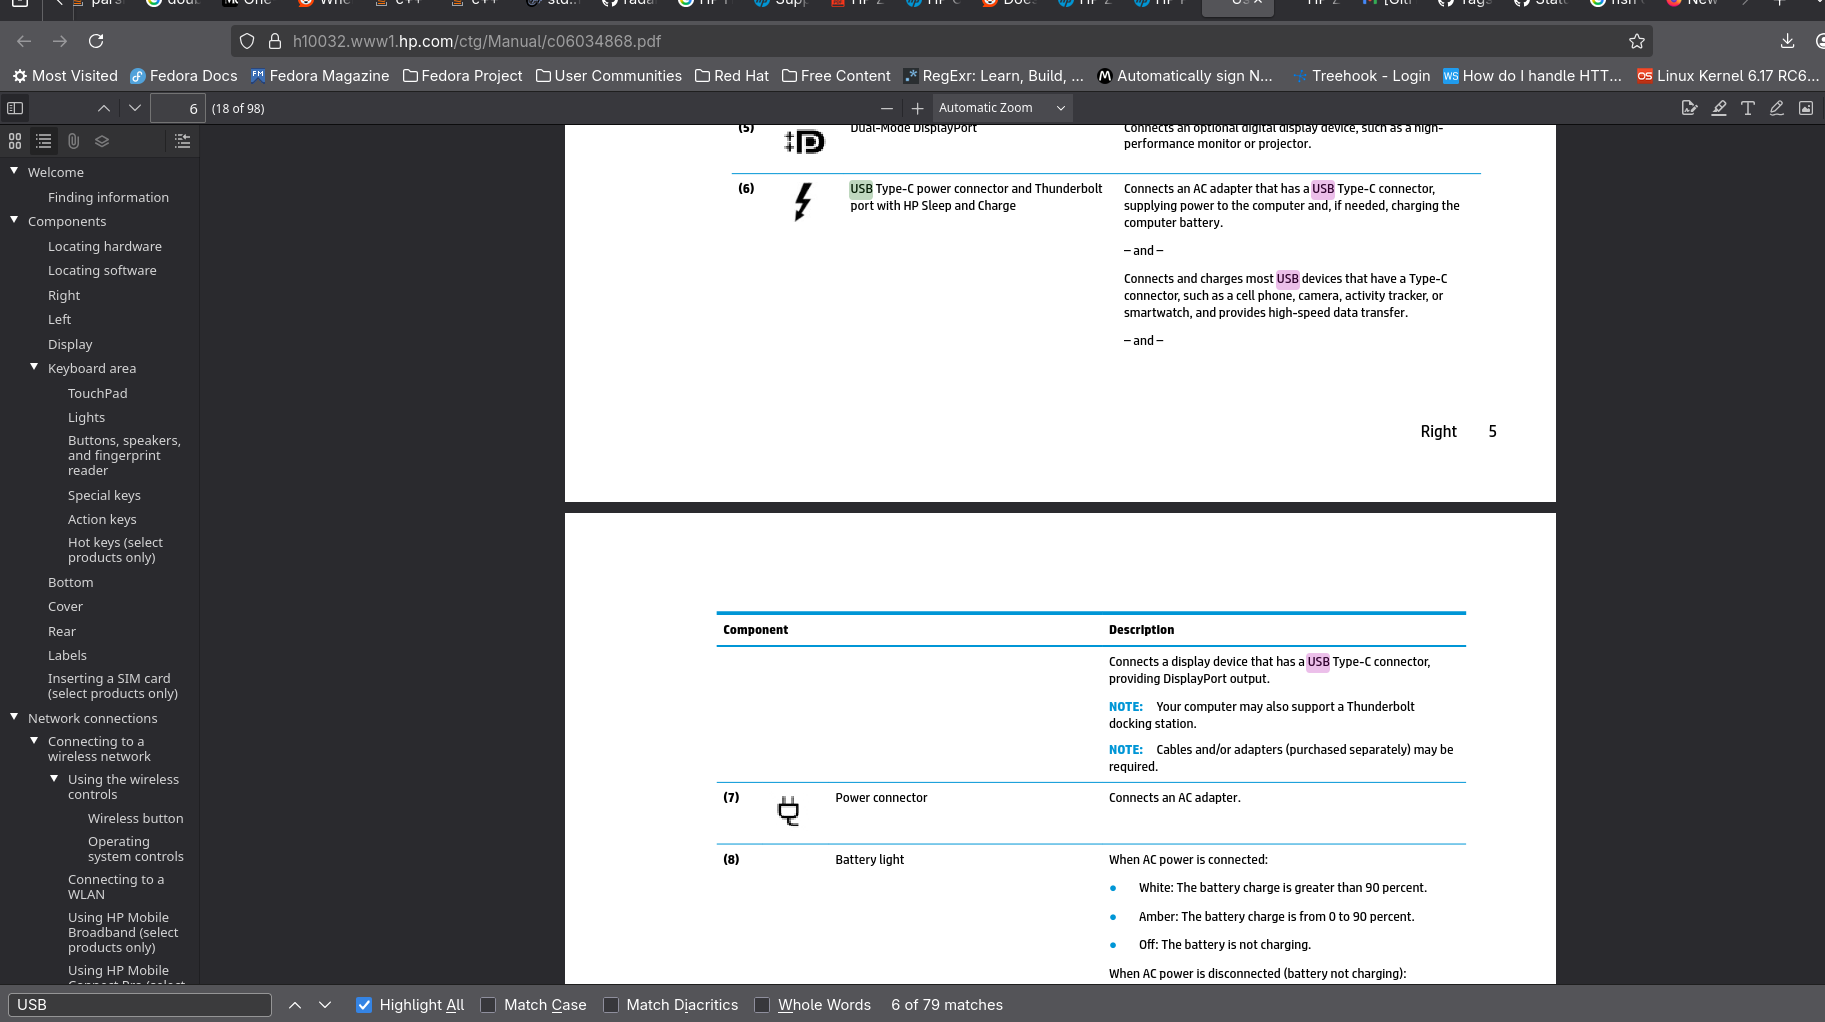 h10032.www1.hp.com/ctg/Manual/c06034868.pdf
Most Visited Fedora Docs Fedora Magazine Fedora Project User Communities Red Hat Free Content RegExr: Learn, Build, ... Automatically sign N... Treehook - Login How do I handle HTT... Linux Kernel 6.17 RC6...
6 (18 of 98) Automatic Zoom
Welcome
Finding information
Components
Locating hardware
Locating software
Right
Left
Display
Keyboard area
TouchPad
Lights
Buttons, speakers,
and fingerprint
reader
Special keys
Action keys
Hot keys (select
products only)
Bottom
Cover
Rear
Labels
Inserting a SIM card
(select products only)
Network connections
Connecting to a
wireless network
Using the wireless
controls
Wireless button
Operating
system controls
Connecting to a
WLAN
Using HP Mobile
Broadband (select
products only)
Using HP Mobile
Connect Pro (select
(5) Dual-Mode DisplayPort Connects an optional digital display device, such as a high-
performance monitor or projector.
(6) USB Type-C power connector and Thunderbolt
port with HP Sleep and Charge
Connects an AC adapter that has a USB Type-C connector,
supplying power to the computer and, if needed, charging the
computer battery.
– and –
Connects and charges most USB devices that have a Type-C
connector, such as a cell phone, camera, activity tracker, or
smartwatch, and provides high-speed data transfer.
– and –
Right 5
Component Description
Connects a display device that has a USB Type-C connector,
providing DisplayPort output.
NOTE: Your computer may also support a Thunderbolt
docking station.
NOTE: Cables and/or adapters (purchased separately) may be
required.
(7) Power connector Connects an AC adapter.
(8) Battery light When AC power is connected:
● White: The battery charge is greater than 90 percent.
● Amber: The battery charge is from 0 to 90 percent.
● Off: The battery is not charging.
When AC power is disconnected (battery not charging):
USB Highlight All Match Case Match Diacritics Whole Words 6 of 79 matches